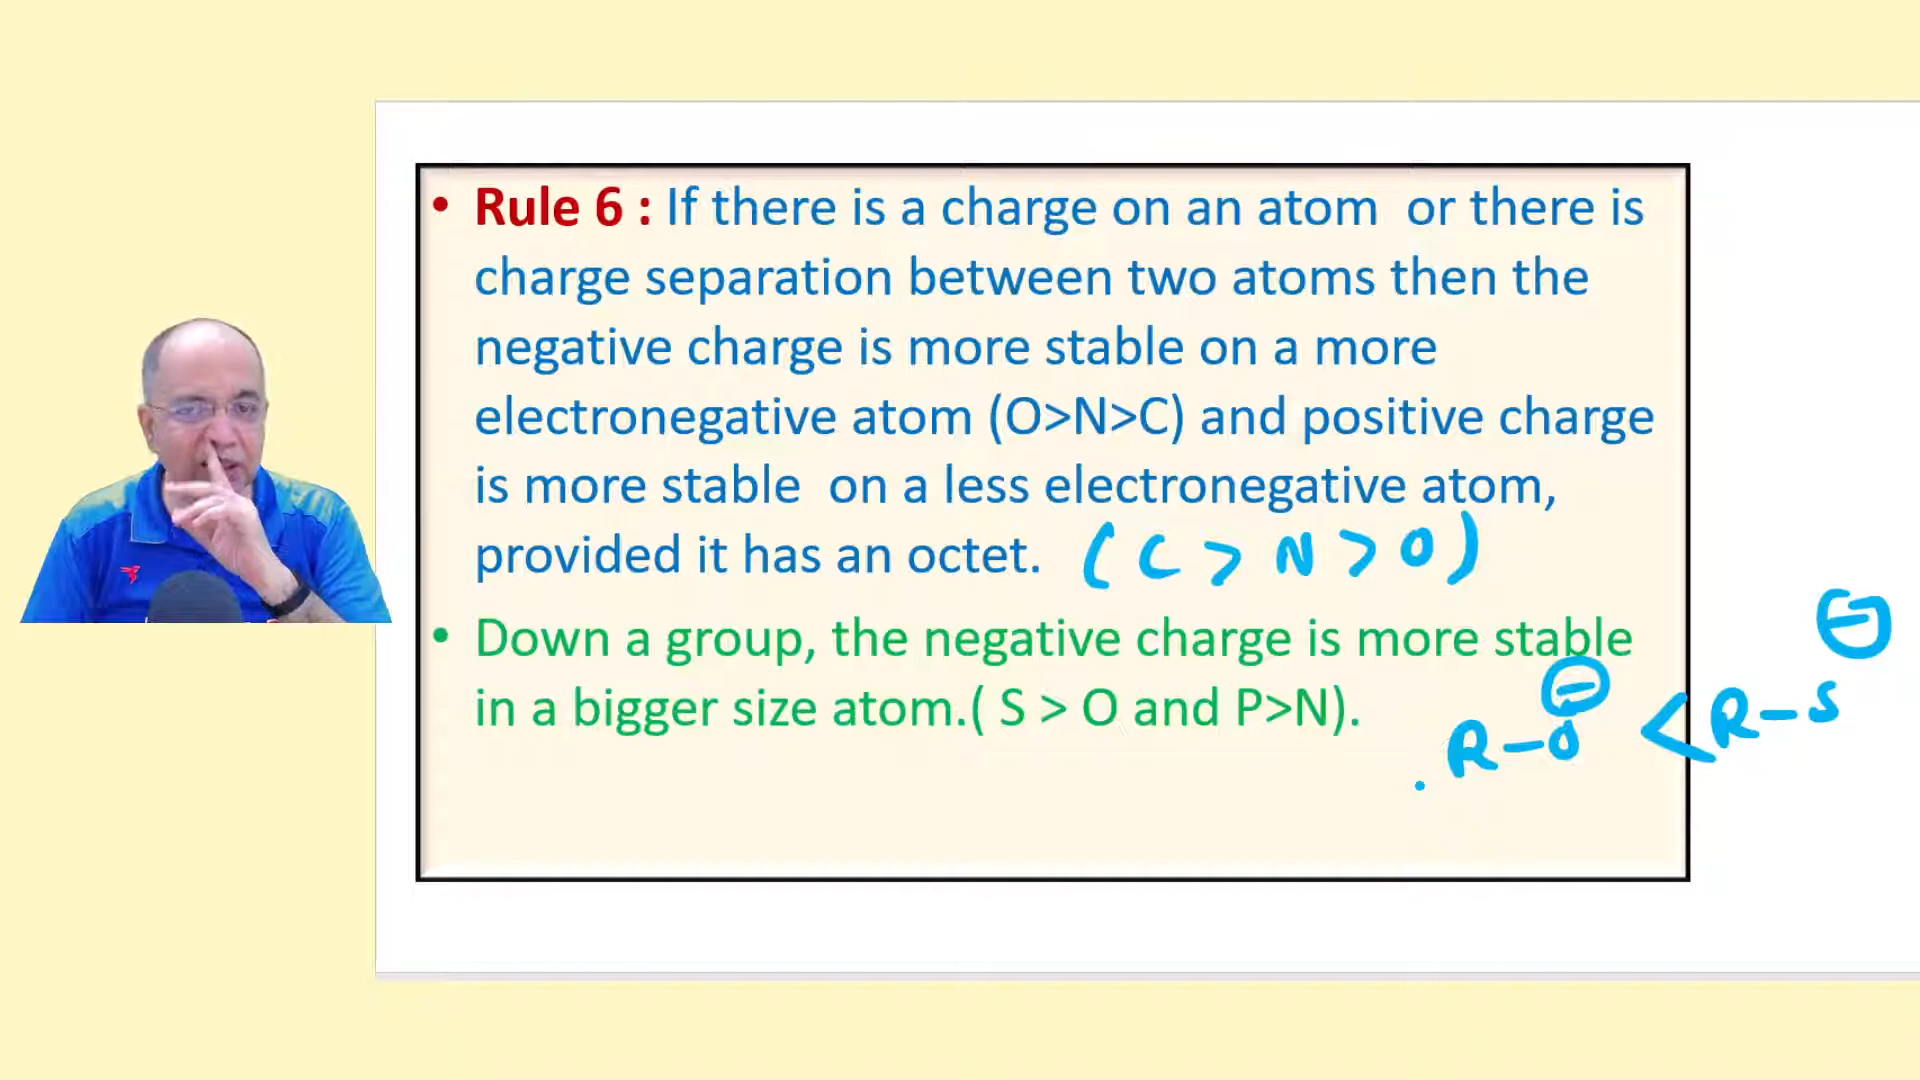 • Rule 6 : If there is a charge on an atom or there is
charge separation between two atoms then the
negative charge is more stable on a more
electronegative atom (O>N>C) and positive charge
is more stable on a less electronegative atom,
provided it has an octet. (C > N > O)
• Down a group, the negative charge is more stable
in a bigger size atom.( S > O and P>N).
R-O⊖ < R-S⊖